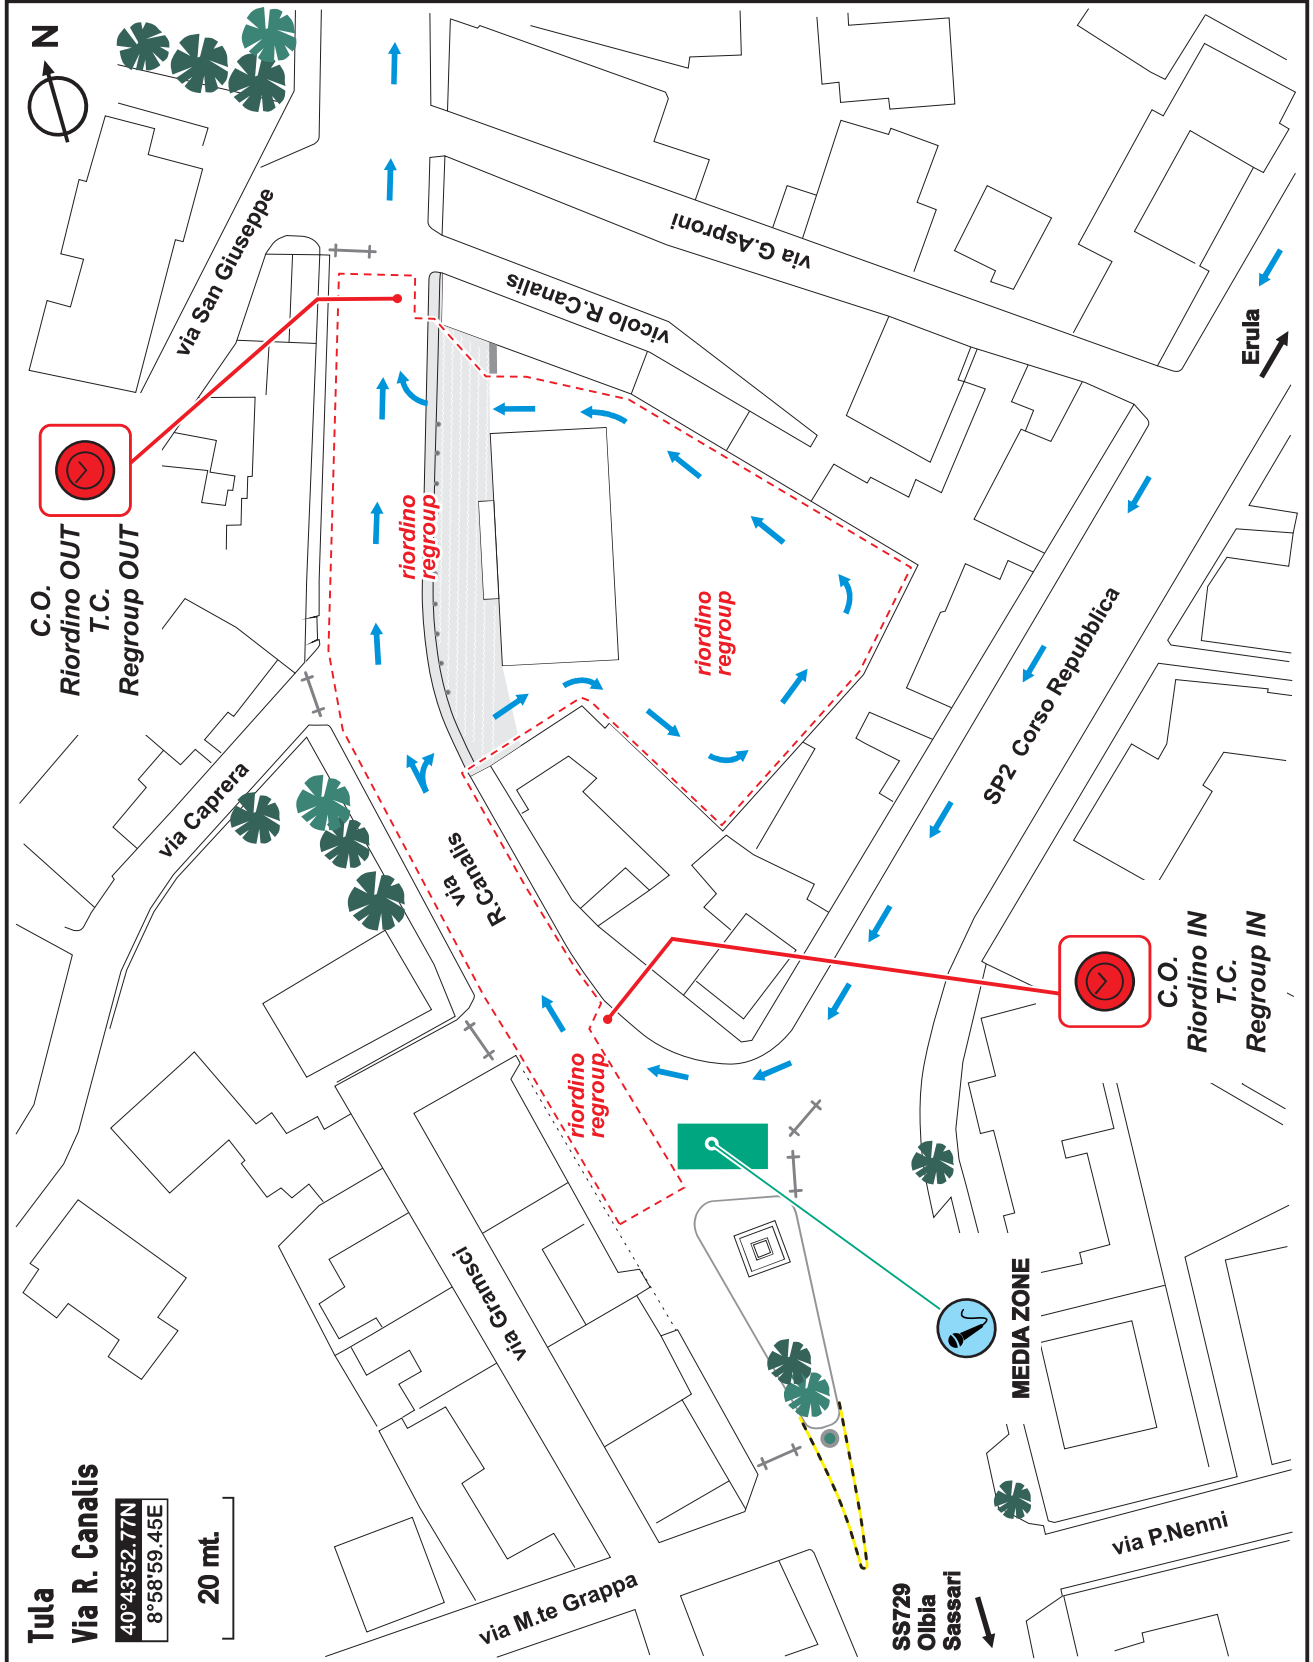 Tula
Via R. Canalis
40°43'52.77N
8°58'59.45E
20 mt.
N
via San Giuseppe
C.O.
Riordino OUT
T.C.
Regroup OUT
via Caprera
riordino
regroup
vicolo R.Canalis
via G.Asproni
Erula
riordino
regroup
SP2 Corso Repubblica
via
R.Canalis
riordino
regroup
C.O.
Riordino IN
T.C.
Regroup IN
via Gramsci
MEDIA ZONE
via M.te Grappa
SS729
Olbia
Sassari
via P.Nenni